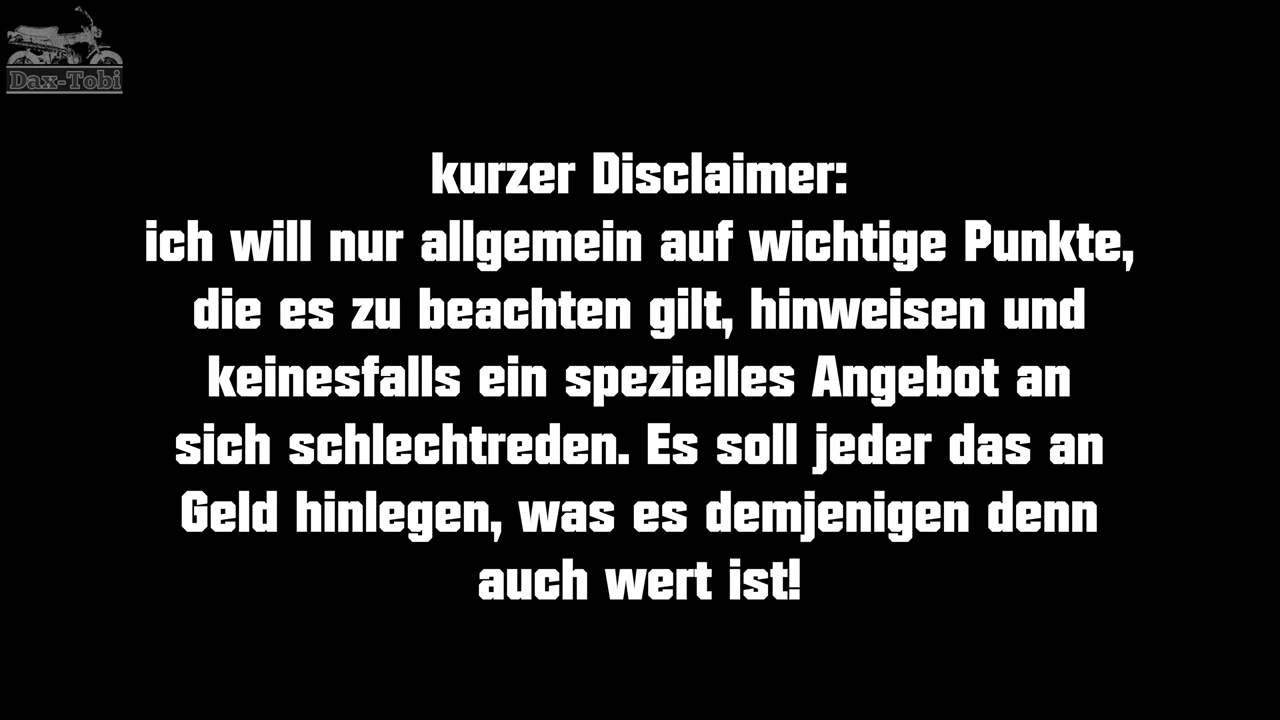 Dax-Tobi
kurzer Disclaimer:
ich will nur allgemein auf wichtige Punkte,
die es zu beachten gilt, hinweisen und
keinesfalls ein spezielles Angebot an
sich schlechtreden. Es soll jeder das an
Geld hinlegen, was es demjenigen denn
auch wert ist!